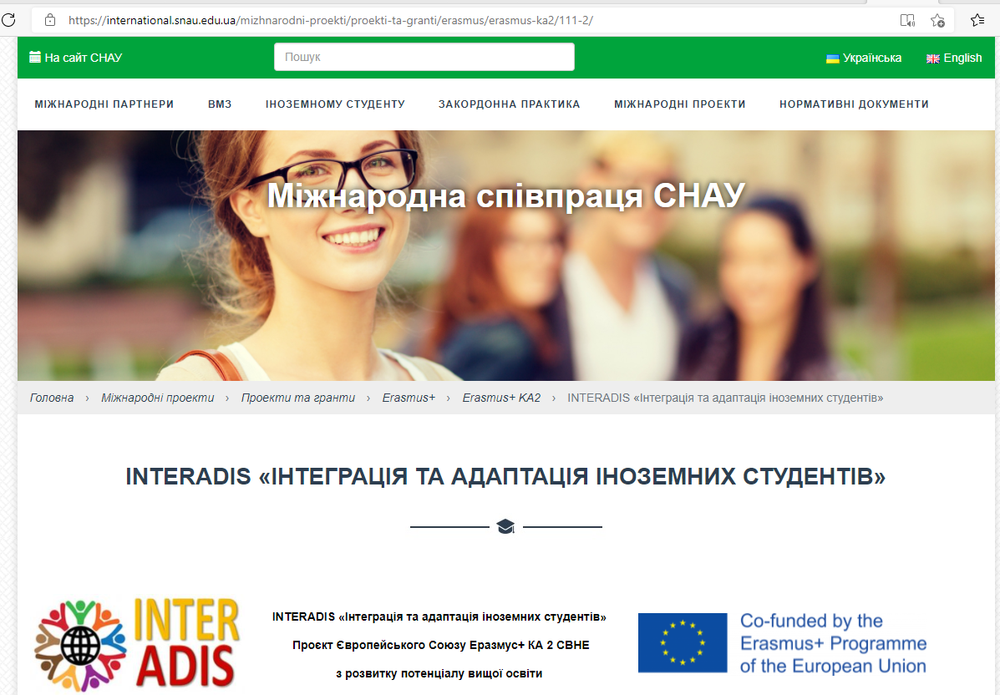 https://international.snau.edu.ua/mizhnarodni-proekti/proekti-ta-granti/erasmus/erasmus-ka2/111-2/
На сайт СНАУ
Пошук
Українська
English
МІЖНАРОДНІ ПАРТНЕРИ
ВМЗ
ІНОЗЕМНОМУ СТУДЕНТУ
ЗАКОРДОННА ПРАКТИКА
МІЖНАРОДНІ ПРОЕКТИ
НОРМАТИВНІ ДОКУМЕНТИ
Міжнародна співпраця СНАУ
Головна › Міжнародні проекти › Проекти та гранти › Erasmus+ › Erasmus+ KA2 › INTERADIS «Інтеграція та адаптація іноземних студентів»
INTERADIS «ІНТЕГРАЦІЯ ТА АДАПТАЦІЯ ІНОЗЕМНИХ СТУДЕНТІВ»
INTER
ADIS
INTERADIS «Інтеграція та адаптація іноземних студентів»
Проєкт Європейського Союзу Еразмус+ КА 2 CBHE
з розвитку потенціалу вищої освіти
Co-funded by the
Erasmus+ Programme
of the European Union